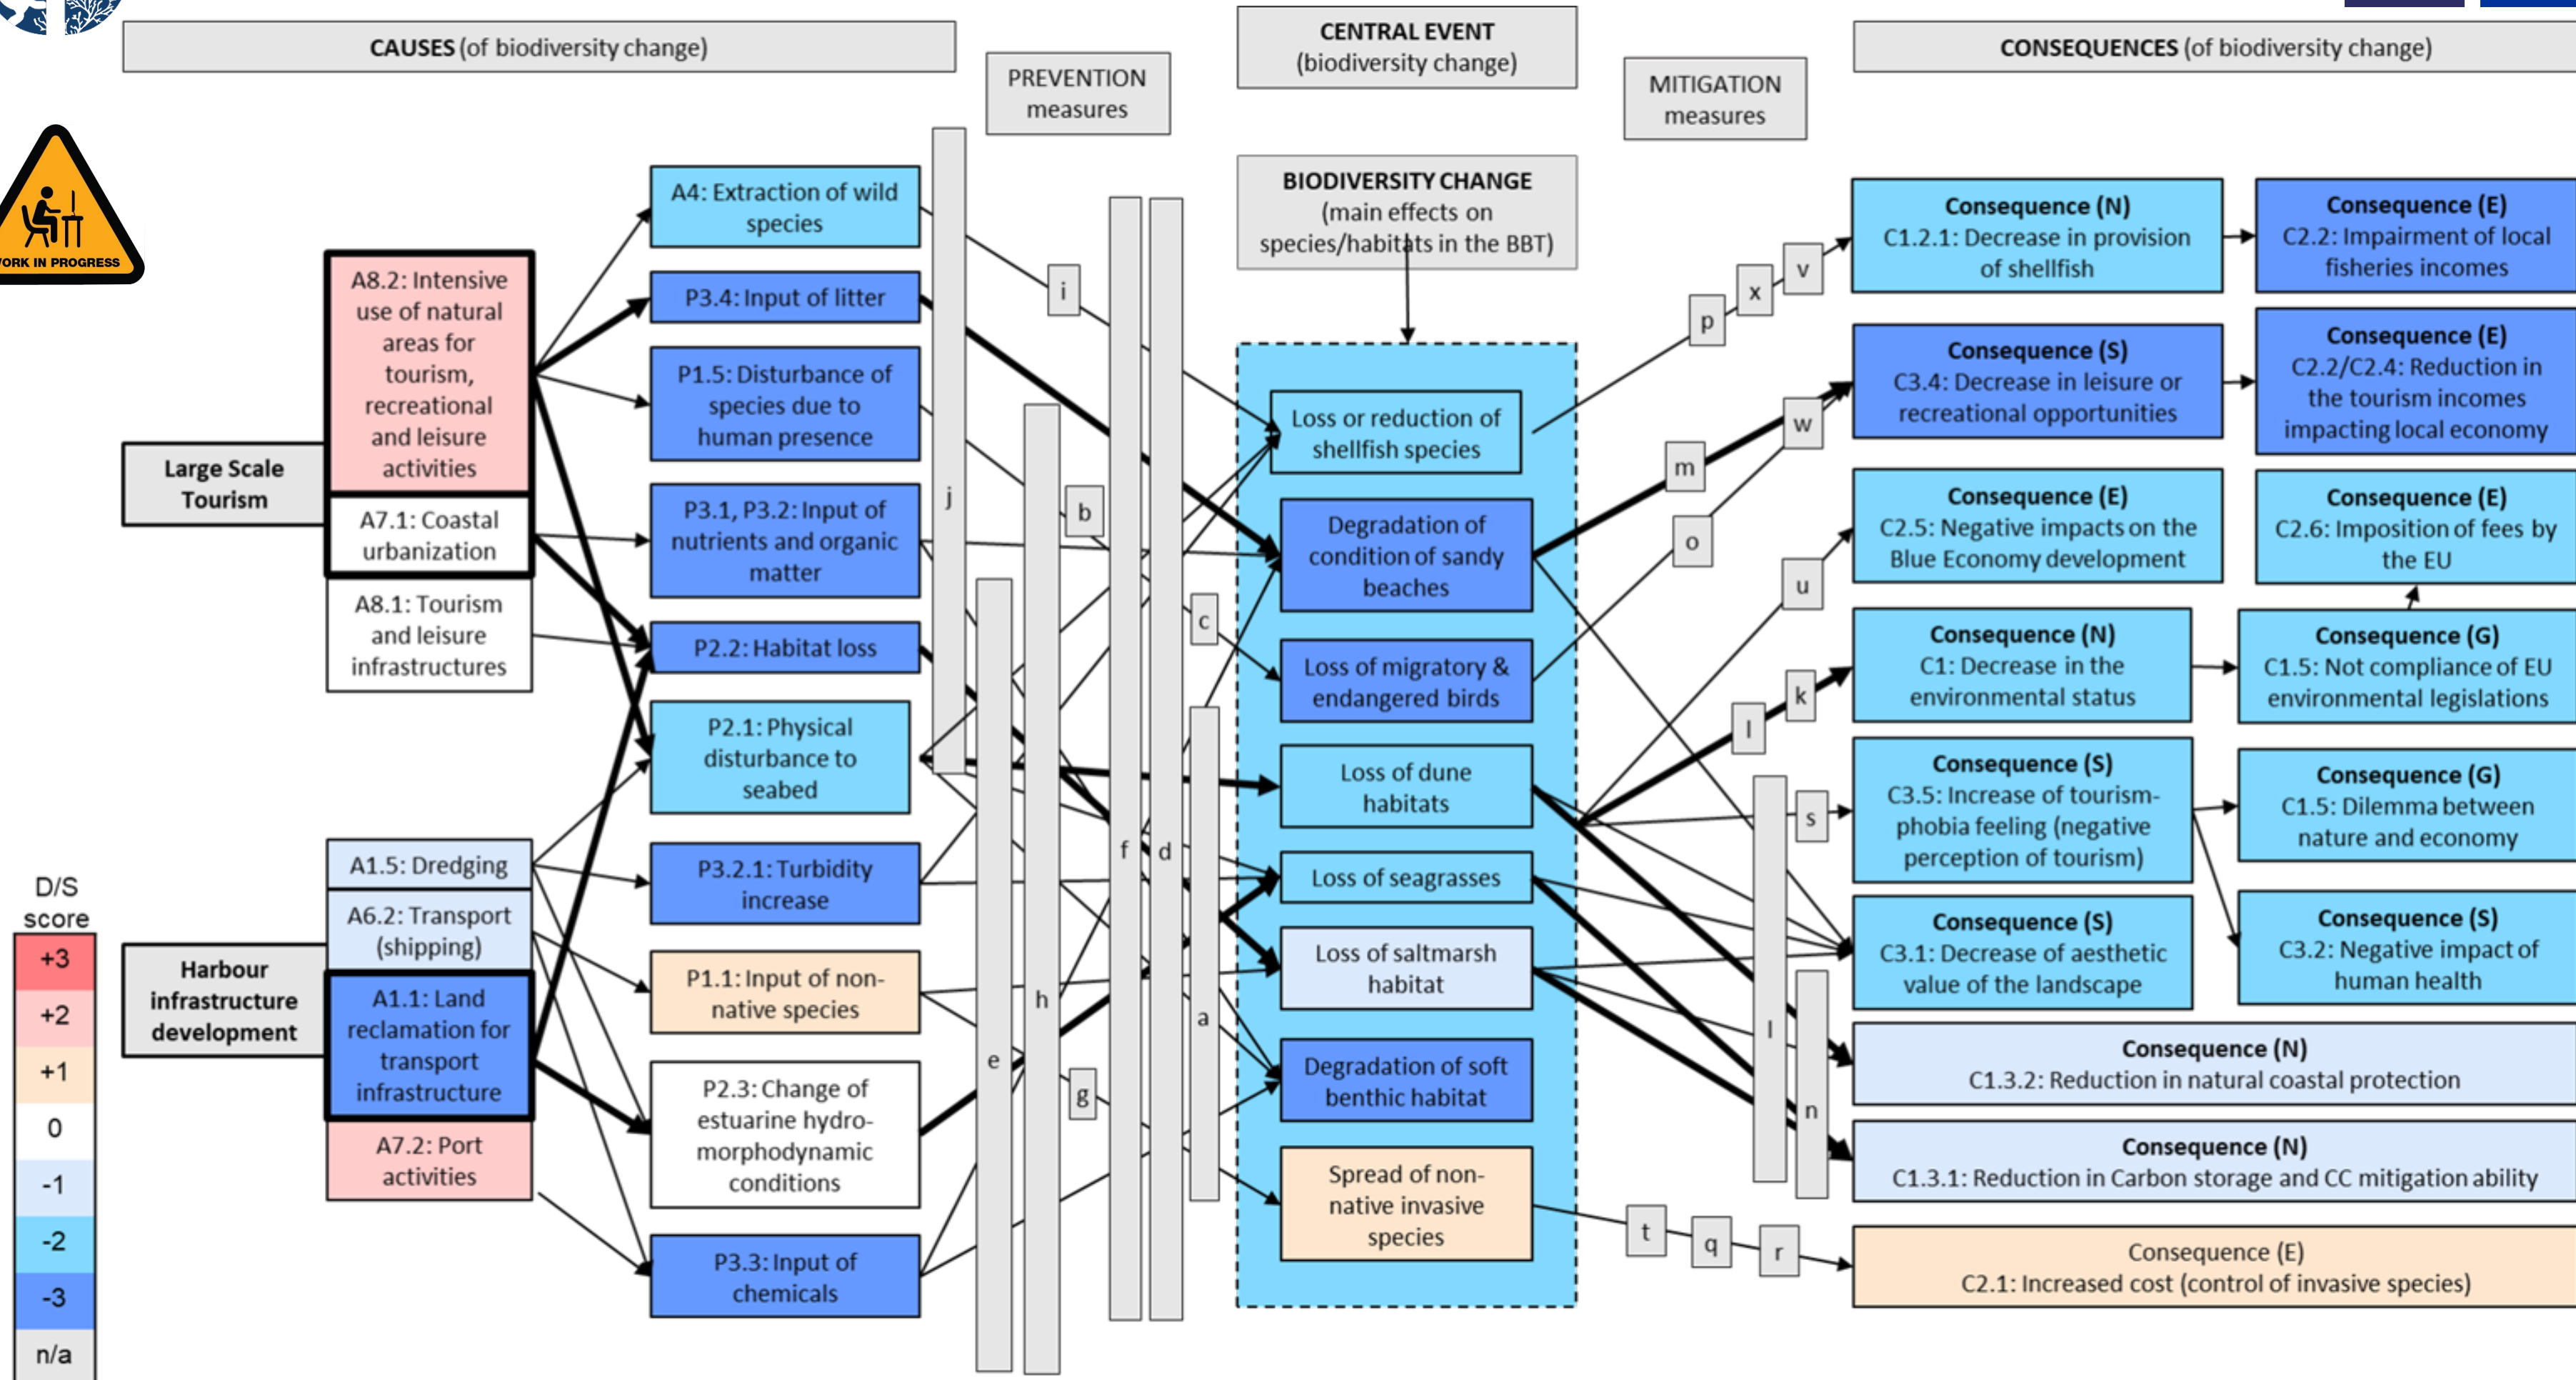 CAUSES (of biodiversity change)
PREVENTION
measures
CENTRAL EVENT
(biodiversity change)
MITIGATION
measures
CONSEQUENCES (of biodiversity change)
BIODIVERSITY CHANGE
(main effects on
species/habitats in the BBT)
WORK IN PROGRESS
Large Scale
Tourism
Harbour
infrastructure
development
A8.2: Intensive
use of natural
areas for
tourism,
recreational
and leisure
activities
A7.1: Coastal
urbanization
A8.1: Tourism
and leisure
infrastructures
A1.5: Dredging
A6.2: Transport
(shipping)
A1.1: Land
reclamation for
transport
infrastructure
A7.2: Port
activities
A4: Extraction of wild
species
P3.4: Input of litter
P1.5: Disturbance of
species due to
human presence
P3.1, P3.2: Input of
nutrients and organic
matter
P2.2: Habitat loss
P2.1: Physical
disturbance to
seabed
P3.2.1: Turbidity
increase
P1.1: Input of non-
native species
P2.3: Change of
estuarine hydro-
morphodynamic
conditions
P3.3: Input of
chemicals
j
e
h
i
b
g
f
d
c
a
Loss or reduction of
shellfish species
Degradation of
condition of sandy
beaches
Loss of migratory &
endangered birds
Loss of dune
habitats
Loss of seagrasses
Loss of saltmarsh
habitat
Degradation of soft
benthic habitat
Spread of non-
native invasive
species
p
x
v
m
w
o
u
l
k
s
l
n
t
q
r
Consequence (N)
C1.2.1: Decrease in provision
of shellfish
Consequence (E)
C2.2: Impairment of local
fisheries incomes
Consequence (S)
C3.4: Decrease in leisure or
recreational opportunities
Consequence (E)
C2.2/C2.4: Reduction in
the tourism incomes
impacting local economy
Consequence (E)
C2.5: Negative impacts on the
Blue Economy development
Consequence (E)
C2.6: Imposition of fees by
the EU
Consequence (N)
C1: Decrease in the
environmental status
Consequence (G)
C1.5: Not compliance of EU
environmental legislations
Consequence (S)
C3.5: Increase of tourism-
phobia feeling (negative
perception of tourism)
Consequence (G)
C1.5: Dilemma between
nature and economy
Consequence (S)
C3.1: Decrease of aesthetic
value of the landscape
Consequence (S)
C3.2: Negative impact of
human health
Consequence (N)
C1.3.2: Reduction in natural coastal protection
Consequence (N)
C1.3.1: Reduction in Carbon storage and CC mitigation ability
Consequence (E)
C2.1: Increased cost (control of invasive species)
D/S
score
+3
+2
+1
0
-1
-2
-3
n/a